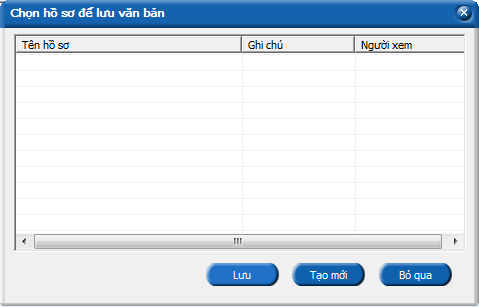 Chọn hồ sơ để lưu văn bản
Tên hồ sơ Ghi chú Người xem
Lưu Tạo mới Bỏ qua